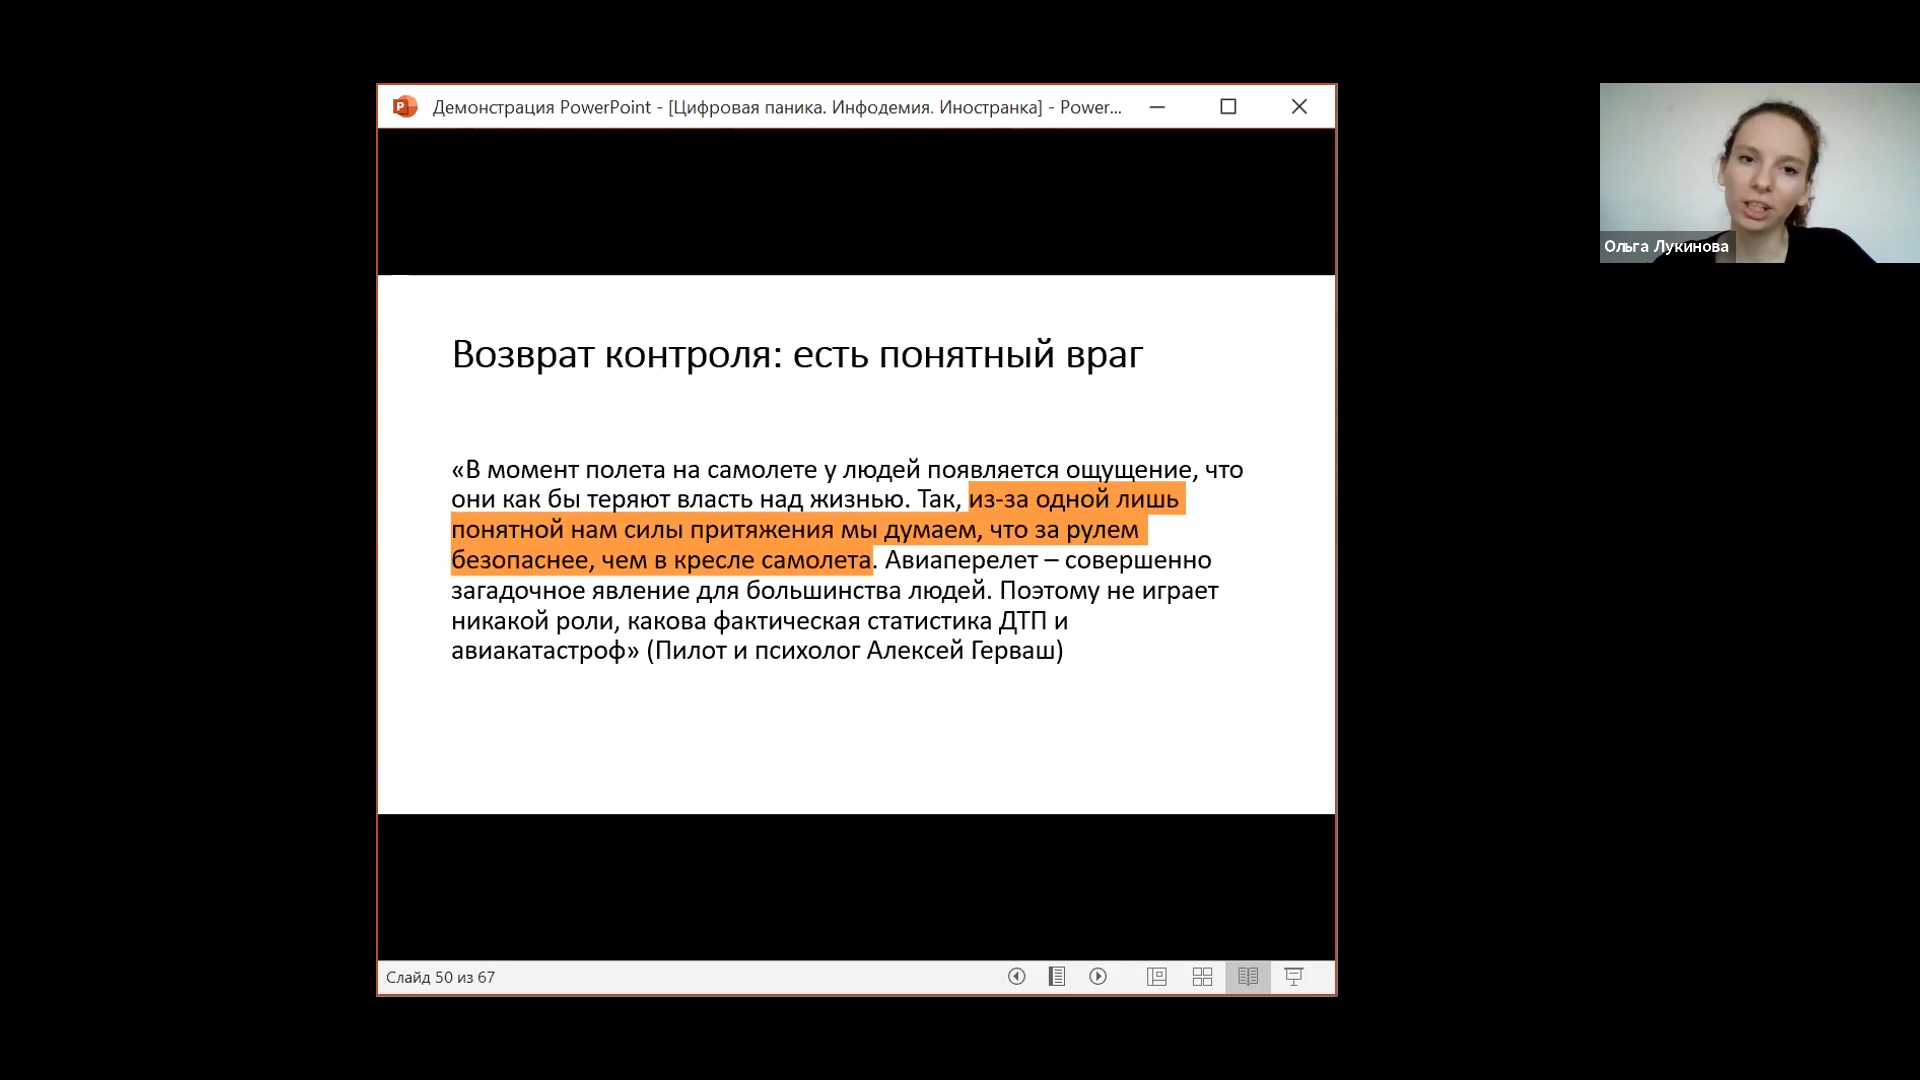 Демонстрация PowerPoint - [Цифровая паника. Инфодемия. Иностранка] - Power...
Ольга Лукинова
Возврат контроля: есть понятный враг
«В момент полета на самолете у людей появляется ощущение, что
они как бы теряют власть над жизнью. Так, из-за одной лишь
понятной нам силы притяжения мы думаем, что за рулем
безопаснее, чем в кресле самолета. Авиаперелет – совершенно
загадочное явление для большинства людей. Поэтому не играет
никакой роли, какова фактическая статистика ДТП и
авиакатастроф» (Пилот и психолог Алексей Герваш)
Слайд 50 из 67